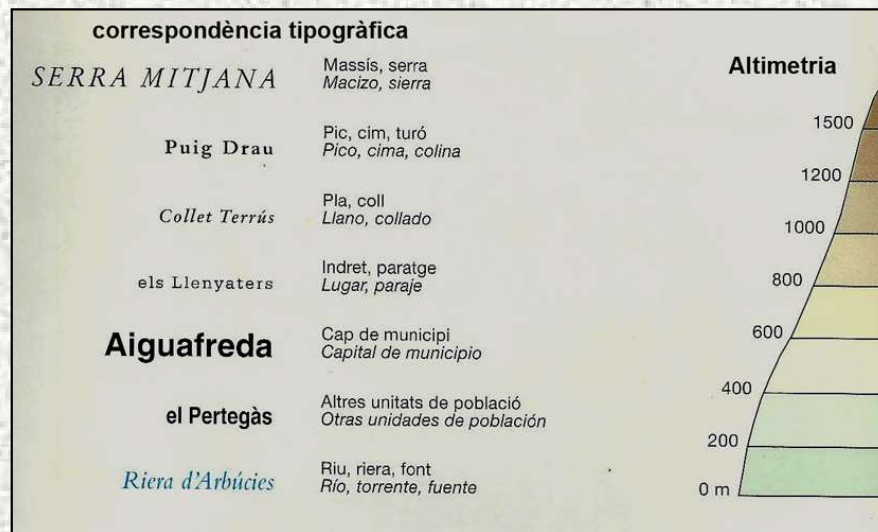 correspondència tipogràfica
SERRA MITJANA
Massís, serra
Macizo, sierra
Puig Drau
Pic, cim, turó
Pico, cima, colina
Collet Terrús
Pla, coll
Llano, collado
els Llenyaters
Indret, paratge
Lugar, paraje
Aiguafreda
Cap de municipi
Capital de municipio
el Pertegàs
Altres unitats de població
Otras unidades de población
Riera d'Arbúcies
Riu, riera, font
Río, torrente, fuente
Altimetria
1500
1200
1000
800
600
400
200
0 m